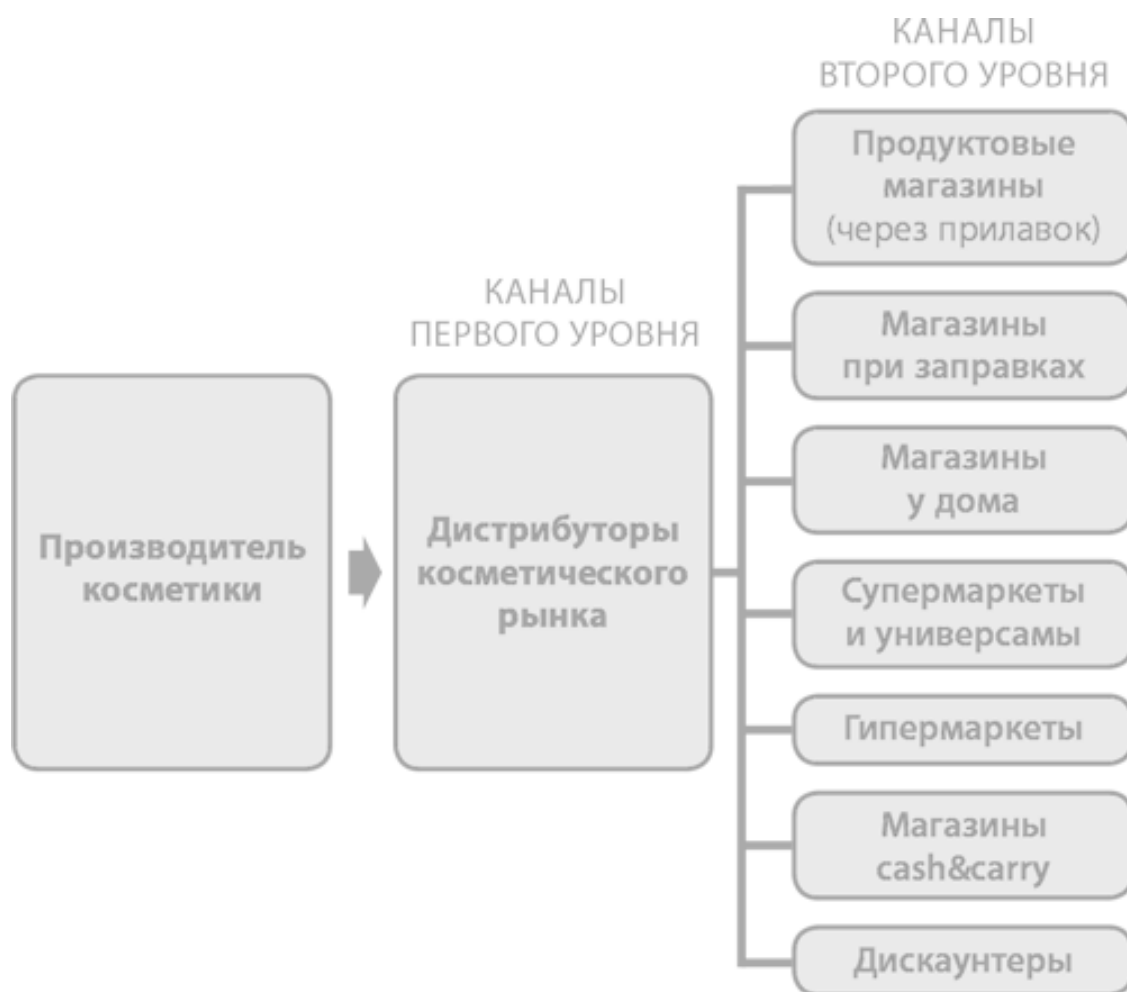 Производитель
косметики
КАНАЛЫ
ПЕРВОГО УРОВНЯ
Дистрибуторы
косметического
рынка
КАНАЛЫ
ВТОРОГО УРОВНЯ
Продуктовые
магазины
(через прилавок)
Магазины
при заправках
Магазины
у дома
Супермаркеты
и универсамы
Гипермаркеты
Магазины
cash&carry
Дискаунтеры